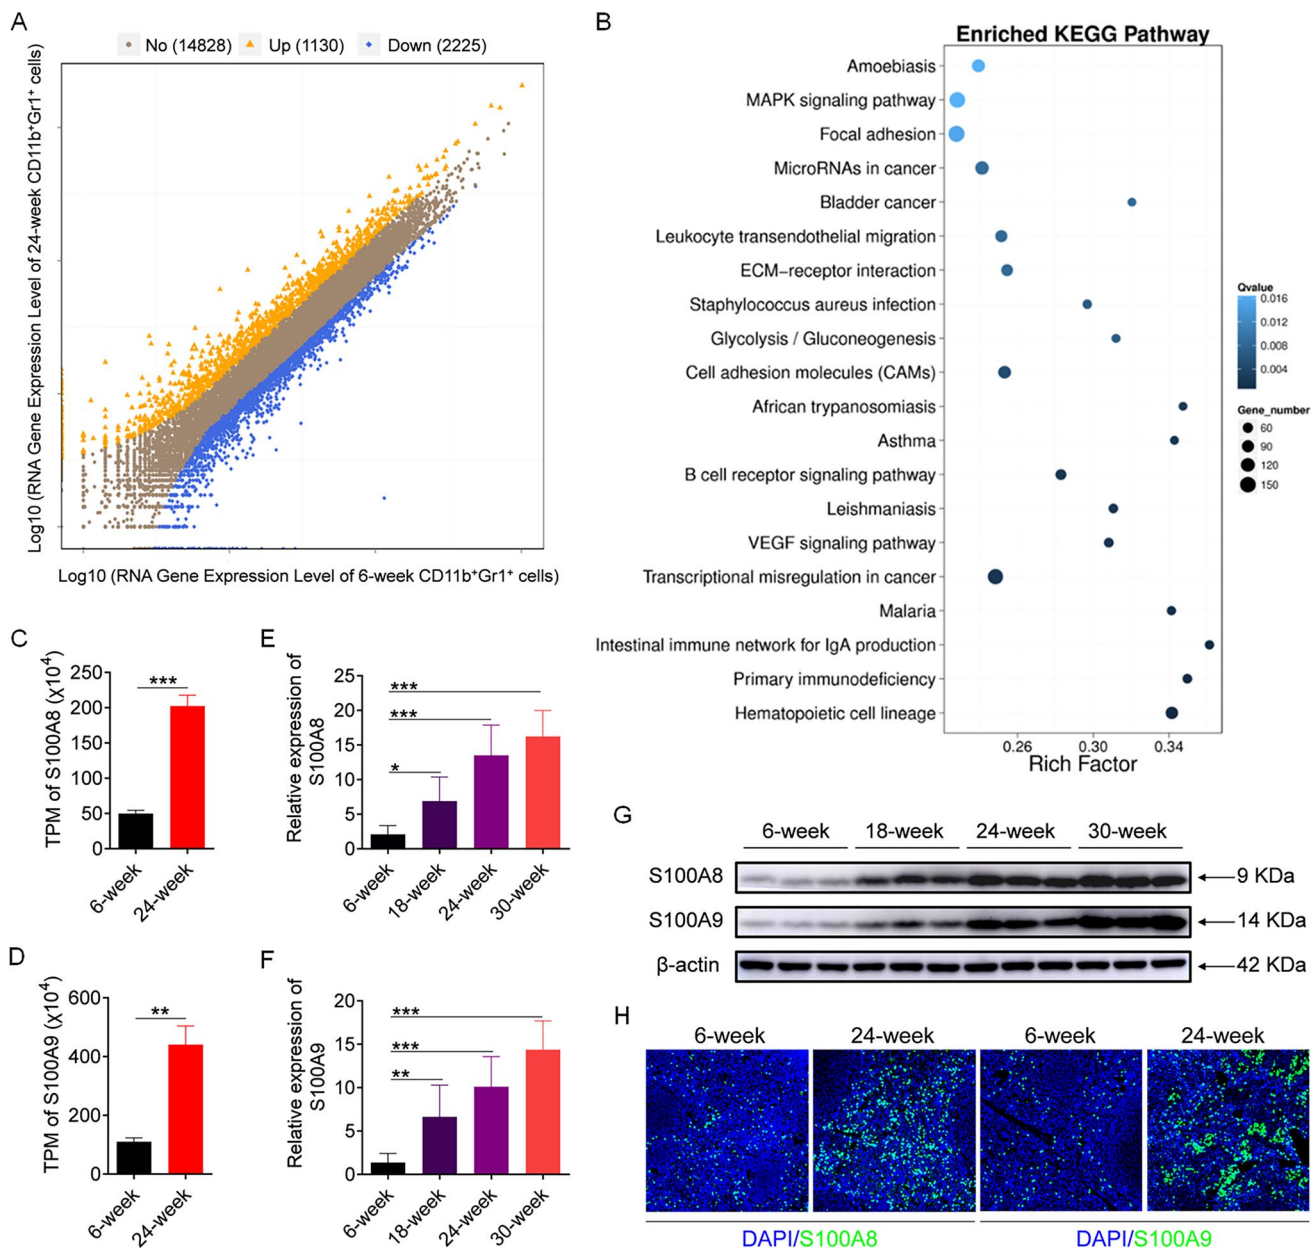 A
No (14828) Up (1130) Down (2225)
Log10 (RNA Gene Expression Level of 24-week CD11b⁺Gr1⁺ cells)
Log10 (RNA Gene Expression Level of 6-week CD11b⁺Gr1⁺ cells)
B
Enriched KEGG Pathway
Amoebiasis
MAPK signaling pathway
Focal adhesion
MicroRNAs in cancer
Bladder cancer
Leukocyte transendothelial migration
ECM−receptor interaction
Staphylococcus aureus infection
Glycolysis / Gluconeogenesis
Cell adhesion molecules (CAMs)
African trypanosomiasis
Asthma
B cell receptor signaling pathway
Leishmaniasis
VEGF signaling pathway
Transcriptional misregulation in cancer
Malaria
Intestinal immune network for IgA production
Primary immunodeficiency
Hematopoietic cell lineage
0.26 0.30 0.34
Rich Factor
Qvalue
0.016
0.012
0.008
0.004
Gene_number
60
90
120
150
C
TPM of S100A8 (χ10⁴)
250
200
150
100
50
0
***
6-week
24-week
E
Relative expression of
S100A8
25
20
15
10
5
0
***
***
*
6-week
18-week
24-week
30-week
D
TPM of S100A9 (χ10⁴)
600
400
200
0
**
6-week
24-week
F
Relative expression of
S100A9
20
15
10
5
0
***
***
**
6-week
18-week
24-week
30-week
G
6-week 18-week 24-week 30-week
S100A8 9 KDa
S100A9 14 KDa
β-actin 42 KDa
H
6-week 24-week 6-week 24-week
DAPI/S100A8 DAPI/S100A9